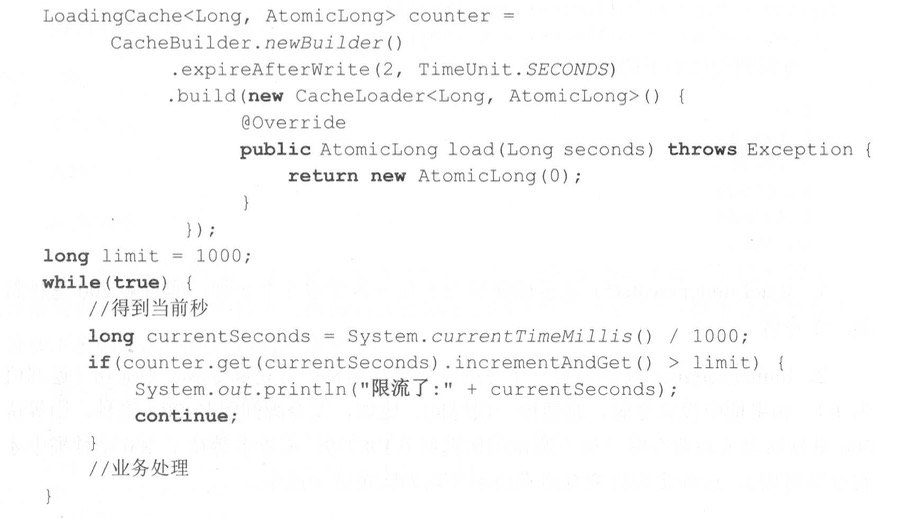 LoadingCache<Long, AtomicLong> counter =
CacheBuilder.newBuilder()
.expireAfterWrite(2, TimeUnit.SECONDS)
.build(new CacheLoader<Long, AtomicLong>() {
@Override
public AtomicLong load(Long seconds) throws Exception {
return new AtomicLong(0);
}
});
long limit = 1000;
while(true) {
//得到当前秒
long currentSeconds = System.currentTimeMillis() / 1000;
if(counter.get(currentSeconds).incrementAndGet() > limit) {
System.out.println("限流了:" + currentSeconds);
continue;
}
//业务处理
}